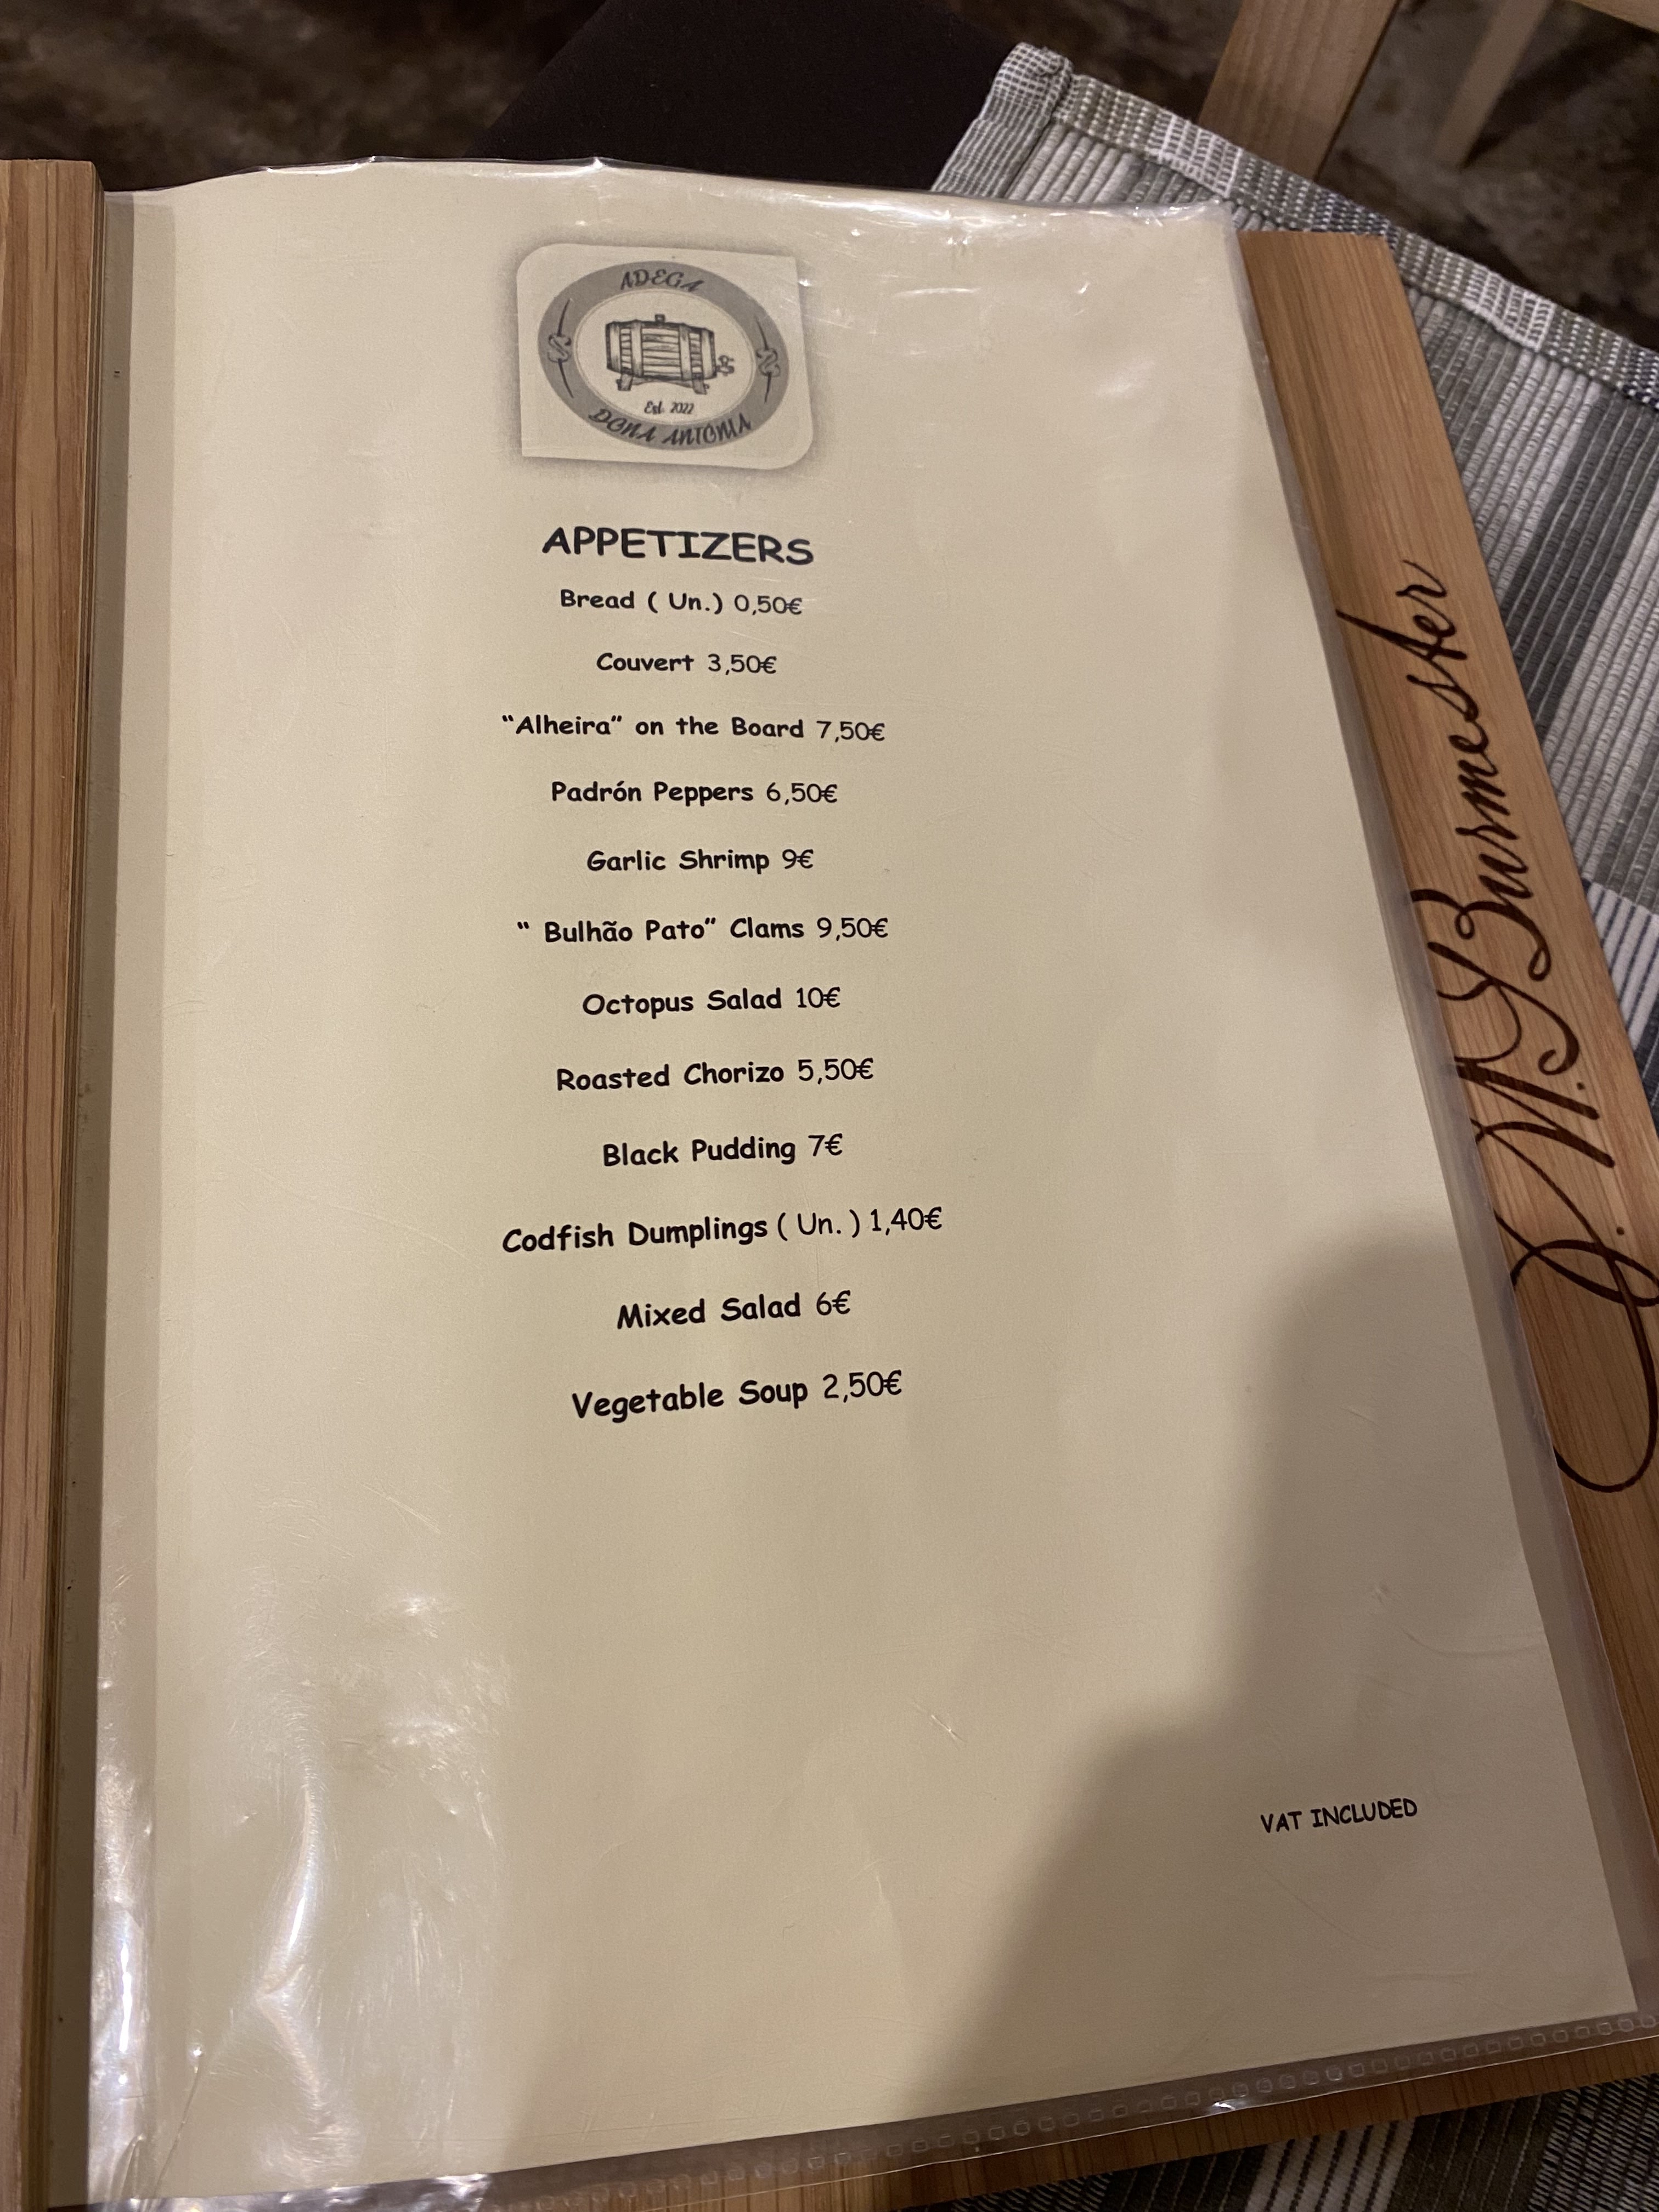 ADEGA
Est. 2022
DONA ANTÓNIA
APPETIZERS
Bread ( Un.) 0,50€
Couvert 3,50€
“Alheira” on the Board 7,50€
Padrón Peppers 6,50€
Garlic Shrimp 9€
“ Bulhão Pato” Clams 9,50€
Octopus Salad 10€
Roasted Chorizo 5,50€
Black Pudding 7€
Codfish Dumplings ( Un. ) 1,40€
Mixed Salad 6€
Vegetable Soup 2,50€
VAT INCLUDED
J.W. Burmester